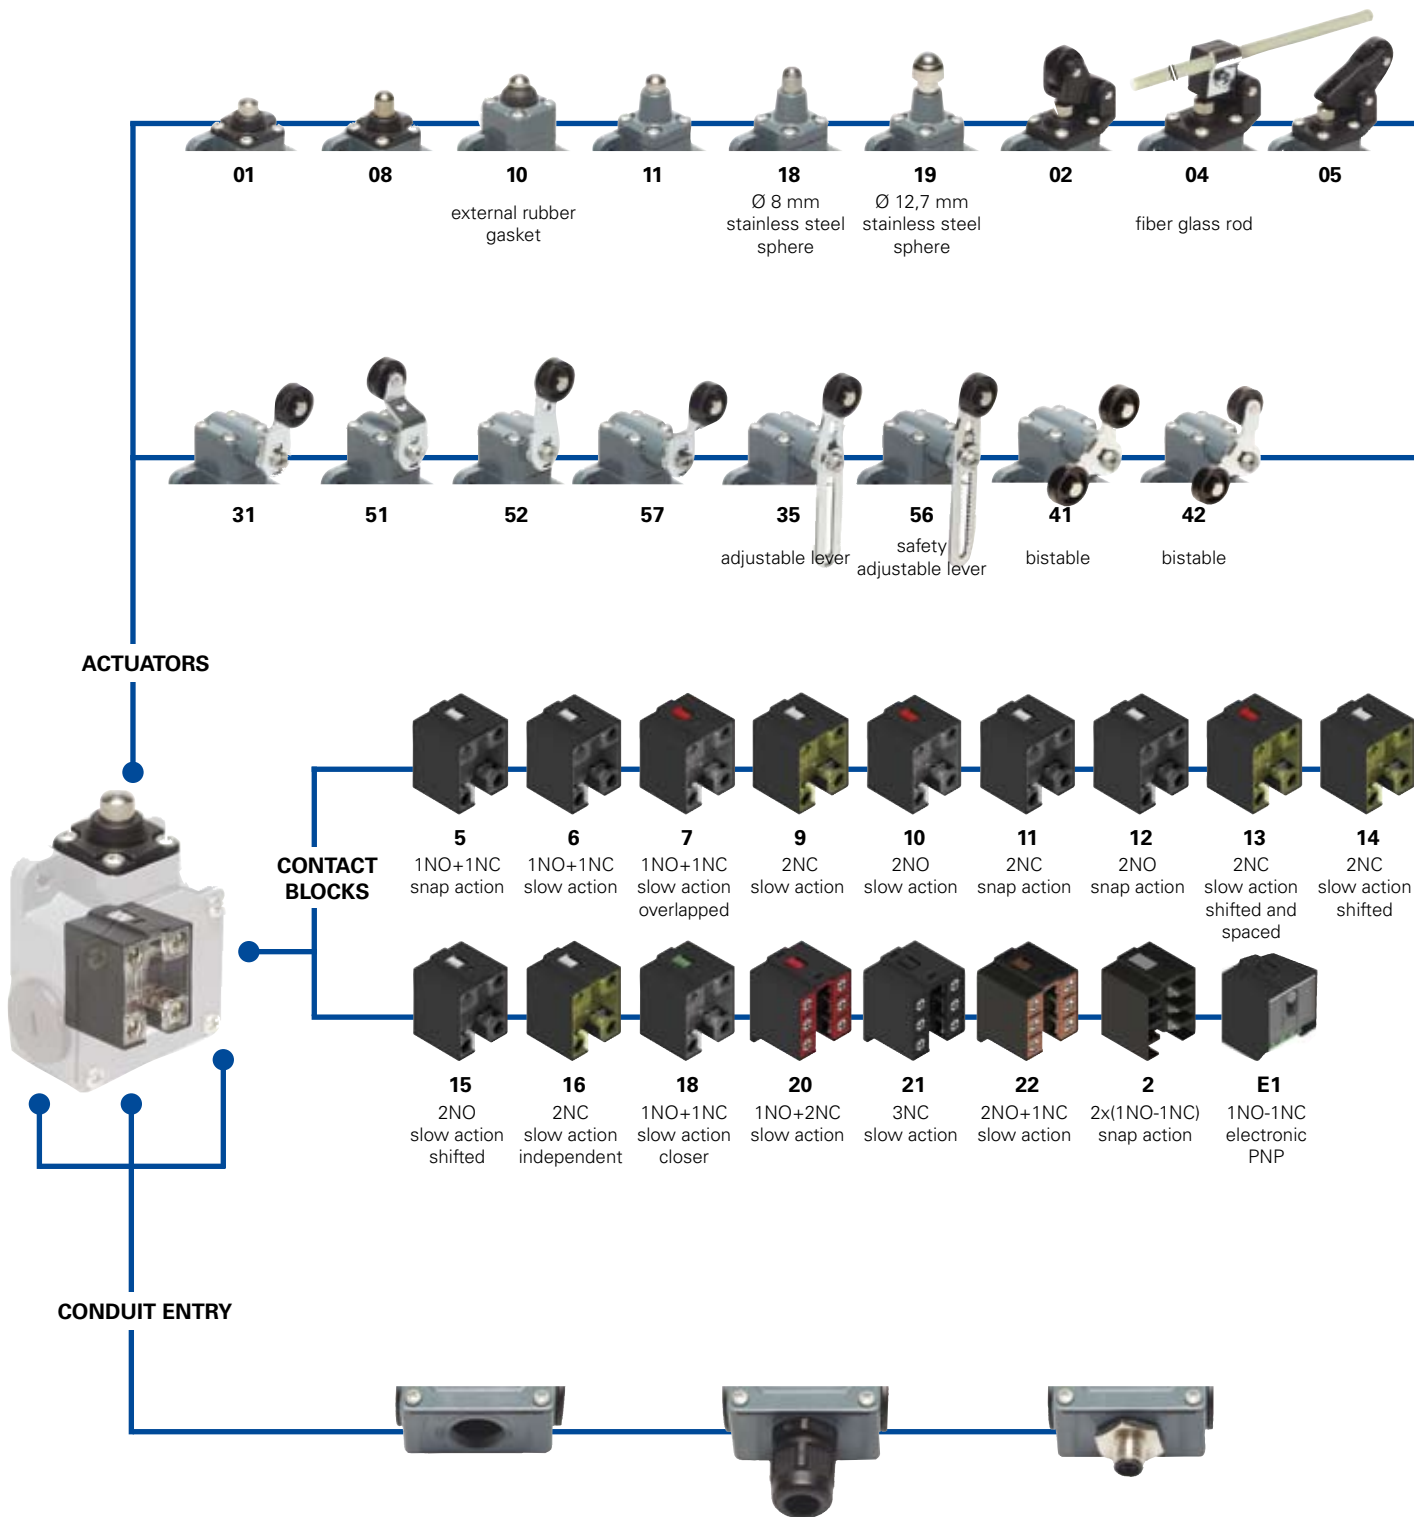 01 08 10 11 18 19 02 04 05
external rubber
gasket
Ø 8 mm
stainless steel
sphere
Ø 12,7 mm
stainless steel
sphere
fiber glass rod
31 51 52 57 35 56 41 42
adjustable lever
safety
adjustable lever
bistable
bistable
ACTUATORS
CONTACT
BLOCKS
5
1NO+1NC
snap action
6
1NO+1NC
slow action
7
1NO+1NC
slow action
overlapped
9
2NC
slow action
10
2NO
slow action
11
2NC
snap action
12
2NO
snap action
13
2NC
slow action
shifted and
spaced
14
2NC
slow action
shifted
15
2NO
slow action
shifted
16
2NC
slow action
independent
18
1NO+1NC
slow action
closer
20
1NO+2NC
slow action
21
3NC
slow action
22
2NO+1NC
slow action
2
2x(1NO-1NC)
snap action
E1
1NO-1NC
electronic
PNP
CONDUIT ENTRY